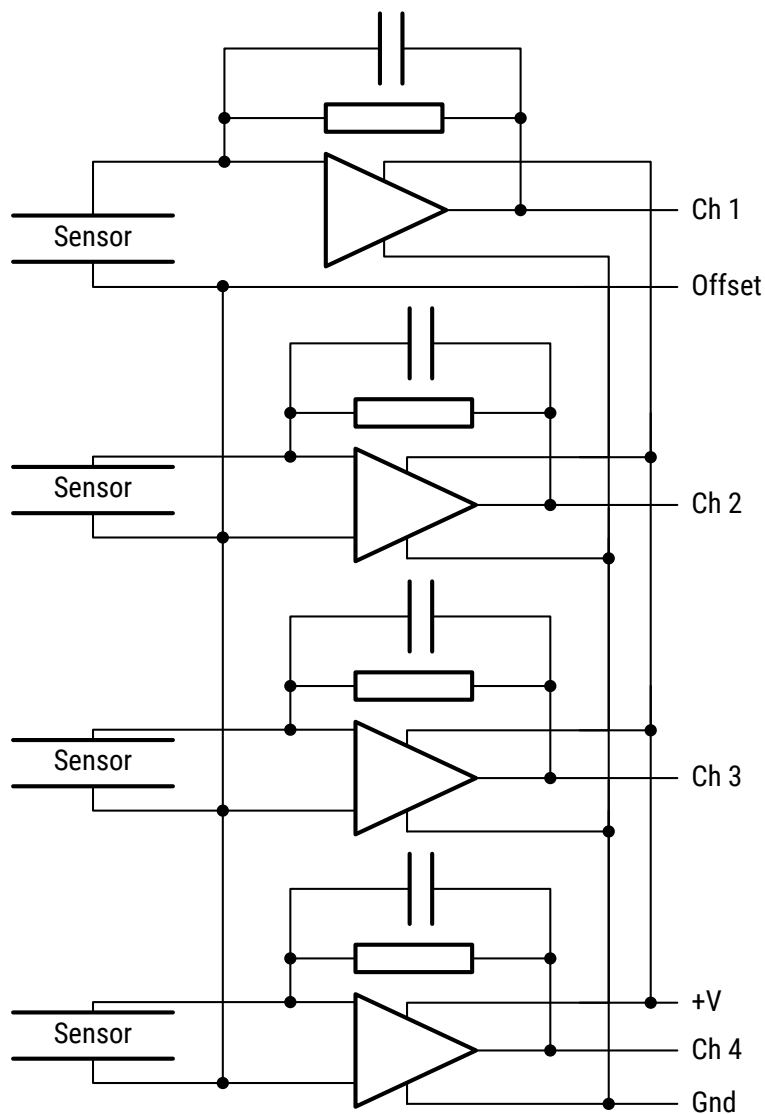 Sensor
Ch 1
Offset
Sensor
Ch 2
Sensor
Ch 3
+V
Sensor
Ch 4
Gnd